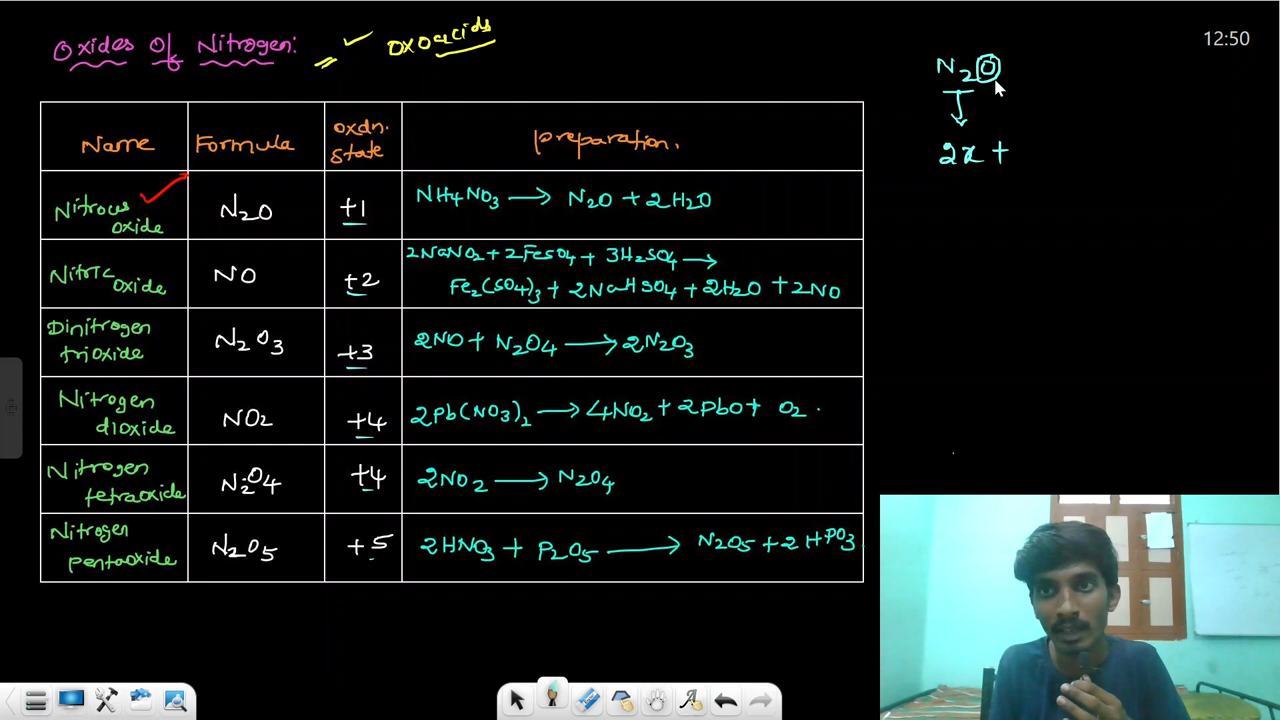 Oxides Of Nitrogen: oxoacids
12:50
N2O
2x +
Name Formula oxdn. state preparation.
Nitrous oxide N2O +1 NH4NO3 → N2O + 2H2O
Nitric oxide NO +2 2NaNO2 + 2FeSO4 + 3H2SO4 →
Fe2(SO4)3 + 2NaHSO4 + 2H2O + 2NO
Dinitrogen trioxide N2O3 +3 2NO + N2O4 → 2N2O3
Nitrogen dioxide NO2 +4 2Pb(NO3)2 → 4NO2 + 2PbO + O2.
Nitrogen tetraoxide N2O4 +4 2NO2 → N2O4
Nitrogen pentaoxide N2O5 +5 2HNO3 + P2O5 → N2O5 + 2HPO3